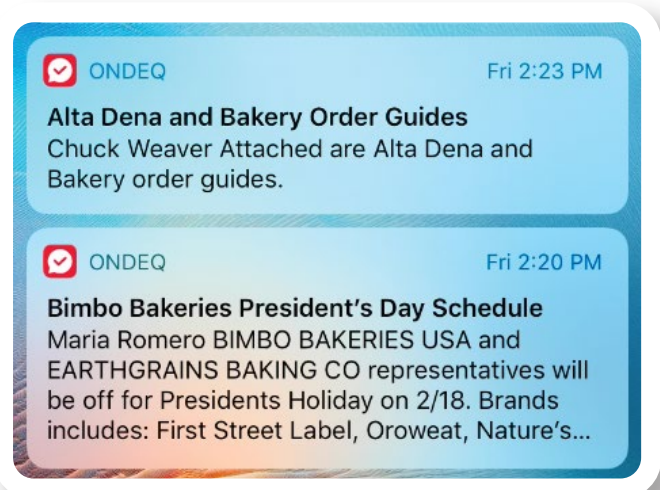 ONDEQ Fri 2:23 PM
Alta Dena and Bakery Order Guides
Chuck Weaver Attached are Alta Dena and
Bakery order guides.
ONDEQ Fri 2:20 PM
Bimbo Bakeries President’s Day Schedule
Maria Romero BIMBO BAKERIES USA and
EARTHGRAINS BAKING CO representatives will
be off for Presidents Holiday on 2/18. Brands
includes: First Street Label, Oroweat, Nature’s...